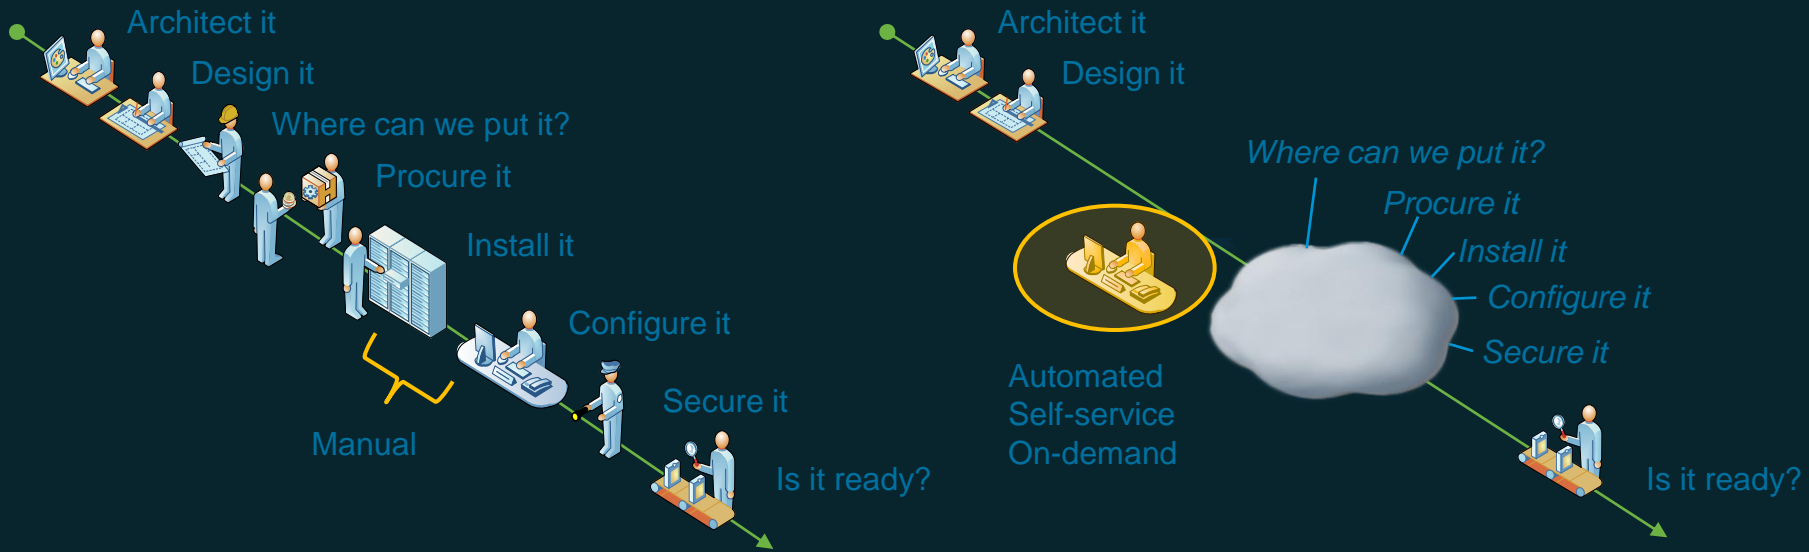 Architect it
Design it
Where can we put it?
Procure it
Install it
Configure it
Secure it
Is it ready?
Manual
Architect it
Design it
Where can we put it?
Procure it
Install it
Configure it
Secure it
Automated
Self-service
On-demand
Is it ready?